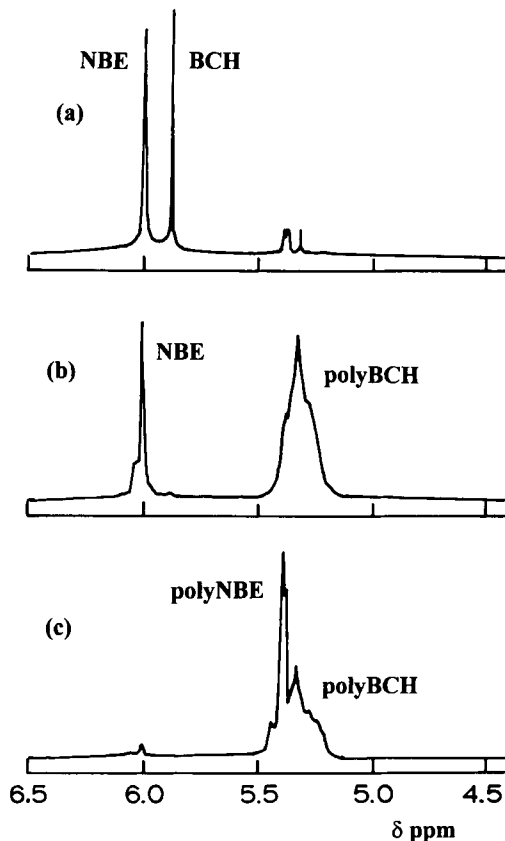 NBE BCH
(a)
NBE
(b)
polyBCH
polyNBE
(c)
polyBCH
6.5 6.0 5.5 5.0 4.5
δ ppm